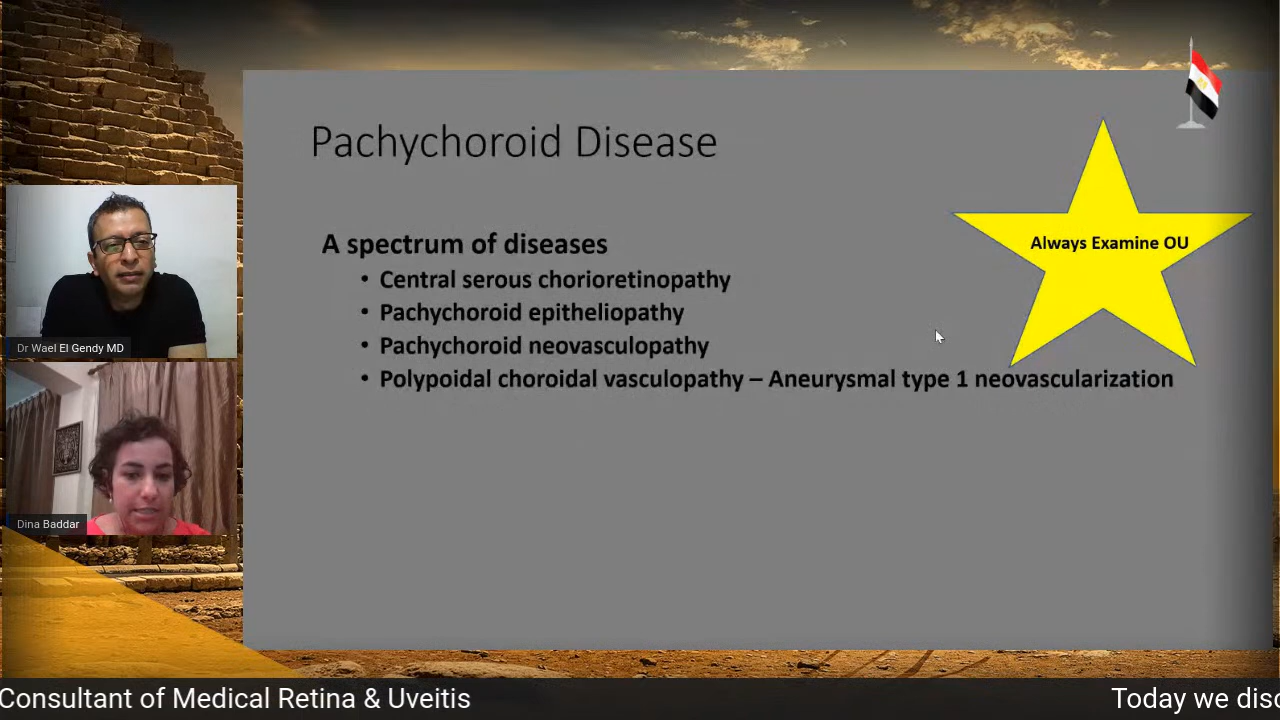 Pachychoroid Disease
Always Examine OU
A spectrum of diseases
• Central serous chorioretinopathy
• Pachychoroid epitheliopathy
• Pachychoroid neovasculopathy
• Polypoidal choroidal vasculopathy – Aneurysmal type 1 neovascularization
Dr Wael El Gendy MD
Dina Baddar
Consultant of Medical Retina & Uveitis
Today we disc